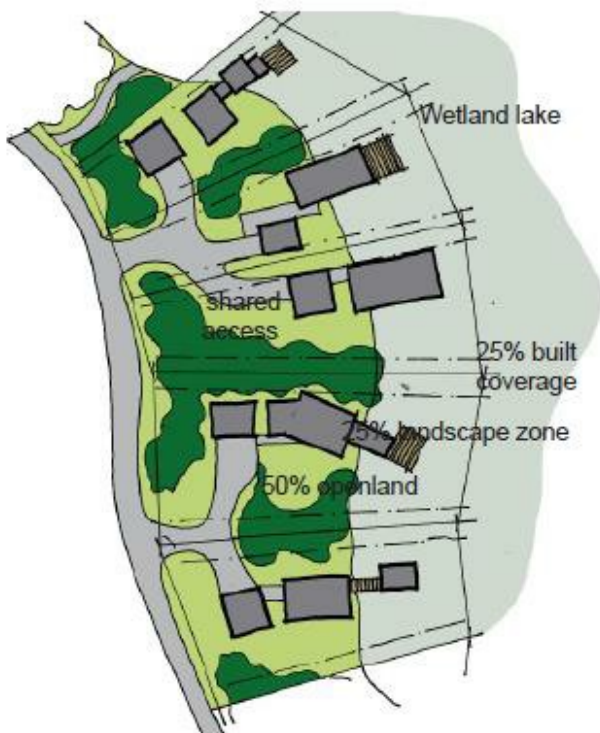 Wetland lake
shared
access
25% built
coverage
25% landscape zone
50% openland